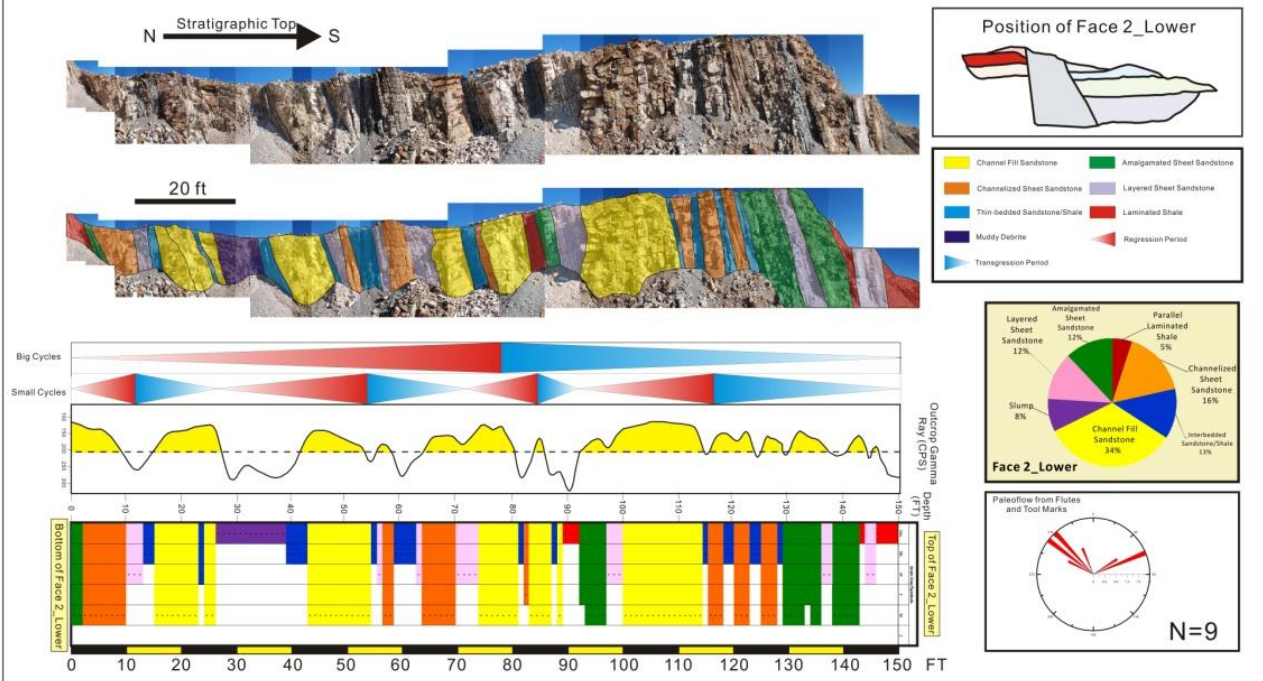 Stratigraphic Top
N
S
20 ft
Position of Face 2_Lower
Channel Fill Sandstone
Amalgamated Sheet Sandstone
Channelized Sheet Sandstone
Layered Sheet Sandstone
Thin-bedded Sandstone/Shale
Laminated Shale
Muddy Debrite
Regression Period
Transgression Period
Big Cycles
Small Cycles
100
150
200
250
300
Outcrop Gamma
Ray (CPS)
Depth
(FT)
0
10
20
30
40
50
60
70
80
90
100
110
120
130
140
150
Bottom of Face 2_Lower
Top of Face 2_Lower
0
10
20
30
40
50
60
70
80
90
100
110
120
130
140
150
FT
Layered
Sheet
Sandstone
12%
Amalgamated
Sheet
Sandstone
12%
Parallel
Laminated
Shale
5%
Channelized
Sheet
Sandstone
16%
Slump
8%
Channel Fill
Sandstone
34%
Interbedded
Sandstone/Shale
13%
Face 2_Lower
Paleoflow from Flutes
and Tool Marks
N=9